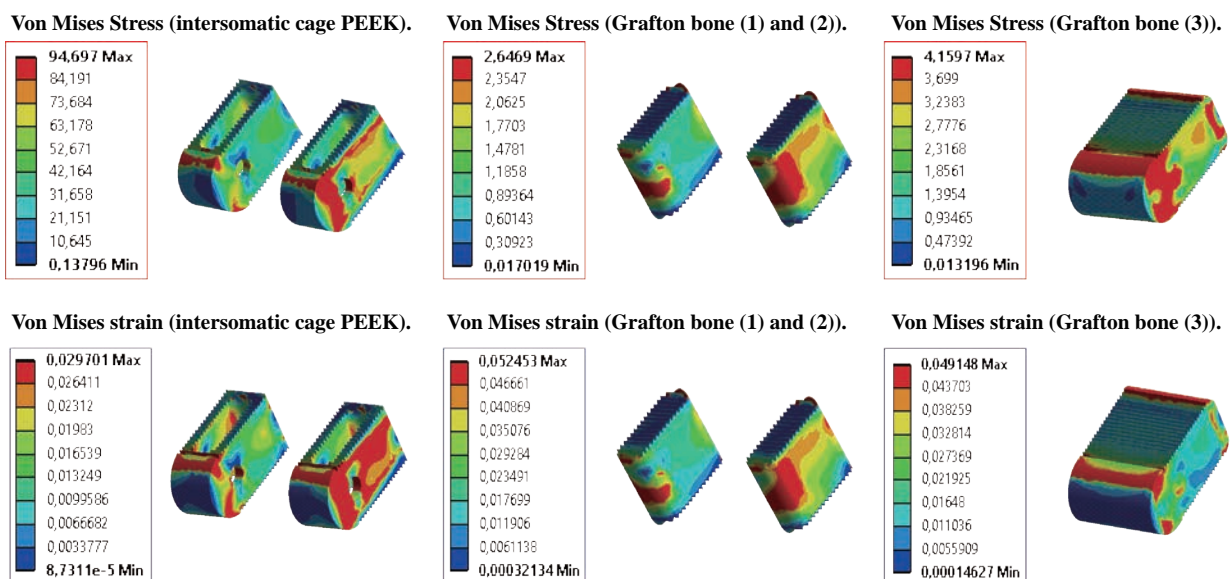 Von Mises Stress (intersomatic cage PEEK).
94,697 Max
84,191
73,684
63,178
52,671
42,164
31,658
21,151
10,645
0,13796 Min
Von Mises Stress (Grafton bone (1) and (2)).
2,6469 Max
2,3547
2,0625
1,7703
1,4781
1,1858
0,89364
0,60143
0,30923
0,017019 Min
Von Mises Stress (Grafton bone (3)).
4,1597 Max
3,699
3,2383
2,7776
2,3168
1,8561
1,3954
0,93465
0,47392
0,013196 Min
Von Mises strain (intersomatic cage PEEK).
0,029701 Max
0,026411
0,02312
0,01983
0,016539
0,013249
0,0099586
0,0066682
0,0033777
8,7311e-5 Min
Von Mises strain (Grafton bone (1) and (2)).
0,052453 Max
0,046661
0,040869
0,035076
0,029284
0,023491
0,017699
0,011906
0,0061138
0,00032134 Min
Von Mises strain (Grafton bone (3)).
0,049148 Max
0,043703
0,038259
0,032814
0,027369
0,021925
0,01648
0,011036
0,0055909
0,00014627 Min